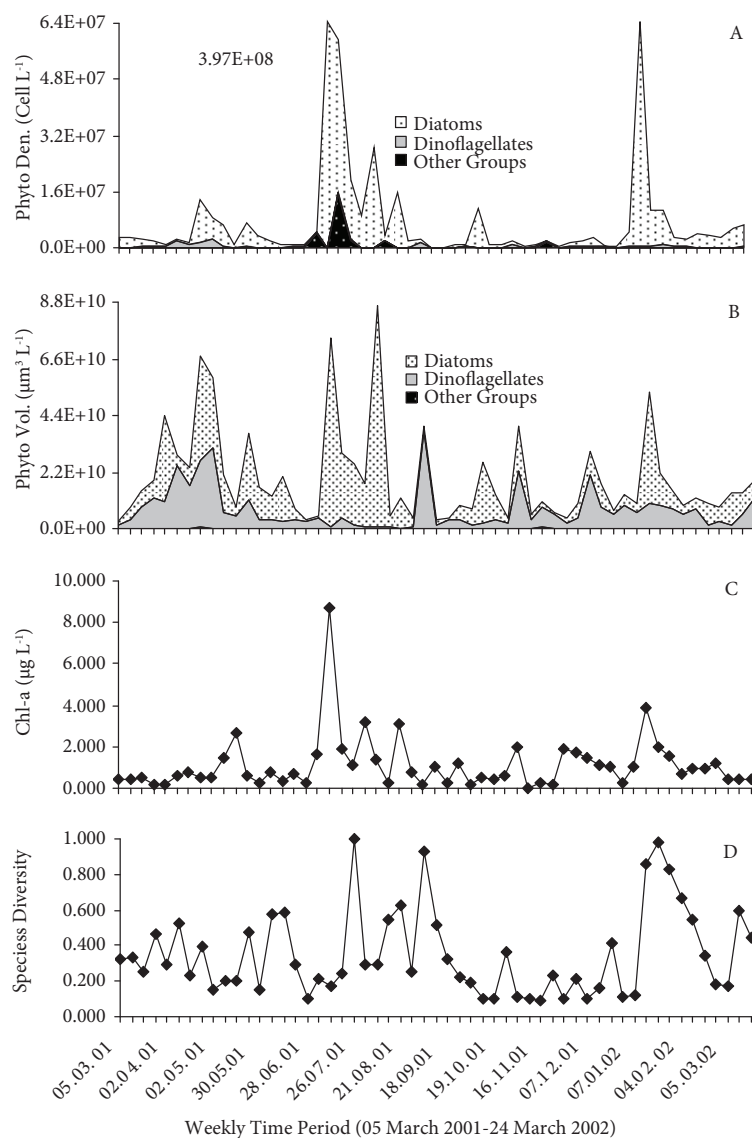 A
Phyto Den. (Cell L-1)
6.4E+07
4.8E+07
3.2E+07
1.6E+07
0.0E+00
3.97E+08
Diatoms
Dinoflagellates
Other Groups
B
Phyto Vol. (μm³ L-1)
8.8E+10
6.6E+10
4.4E+10
2.2E+10
0.0E+00
Diatoms
Dinoflagellates
Other Groups
C
Chl-a (μg L-1)
10.000
8.000
6.000
4.000
2.000
0.000
D
Speciess Diversity
1.000
0.800
0.600
0.400
0.200
0.000
05. 03. 01
02.04. 01
02.05. 01
30.05.01
28.06.01
26.07.01
21.08.01
18.09.01
19.10.01
16.11.01
07.12.01
07.01.02
04.02.02
05.03.02
Weekly Time Period (05 March 2001-24 March 2002)